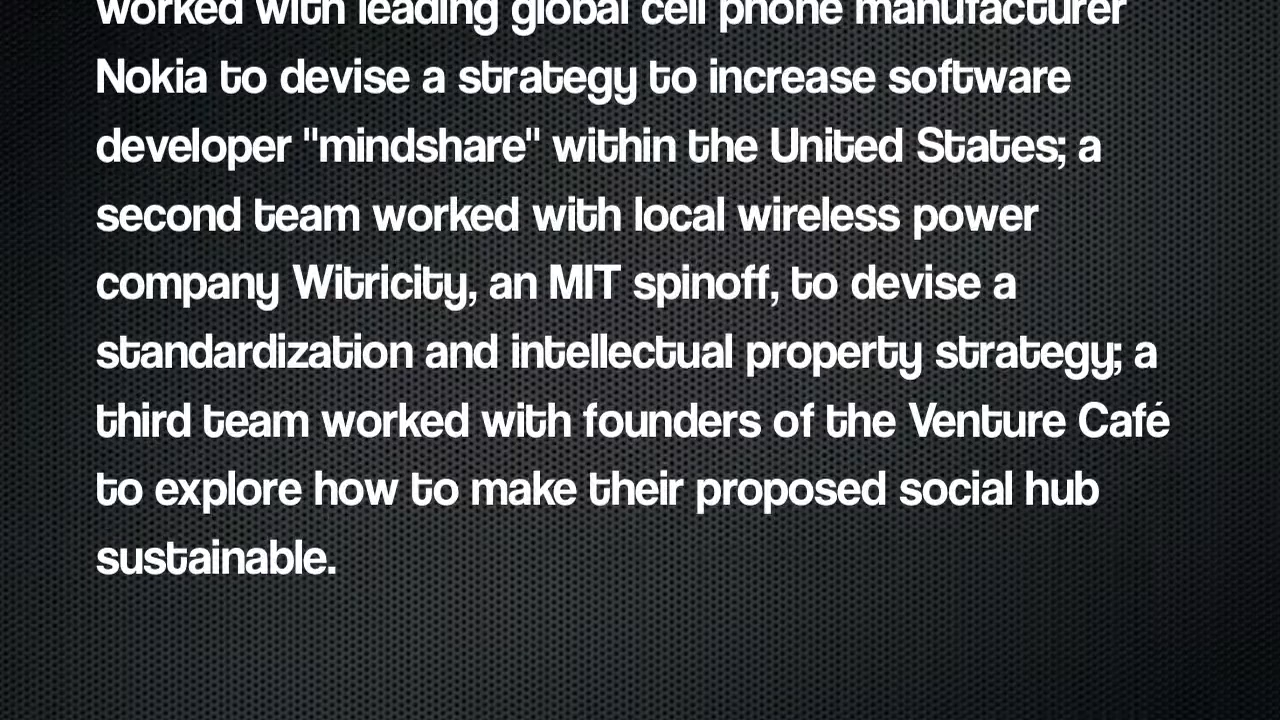 worked with leading global cell phone manufacturer
Nokia to devise a strategy to increase software
developer "mindshare" within the United States; a
second team worked with local wireless power
company Witricity, an MIT spinoff, to devise a
standardization and intellectual property strategy; a
third team worked with founders of the Venture Café
to explore how to make their proposed social hub
sustainable.